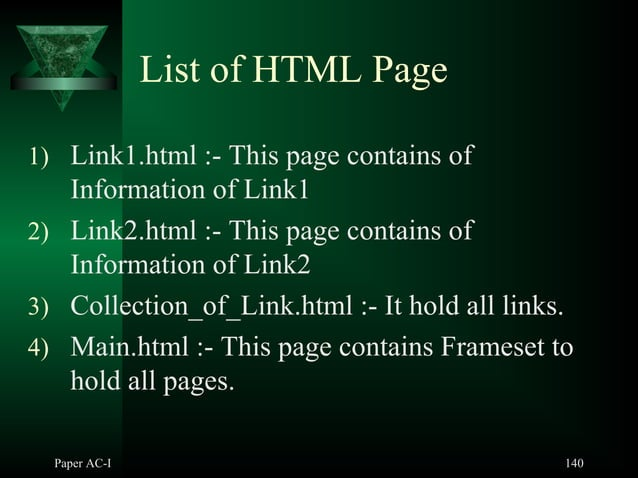 List of HTML Page
1) Link1.html :- This page contains of
Information of Link1
2) Link2.html :- This page contains of
Information of Link2
3) Collection_of_Link.html :- It hold all links.
4) Main.html :- This page contains Frameset to
hold all pages.
Paper AC-I 140